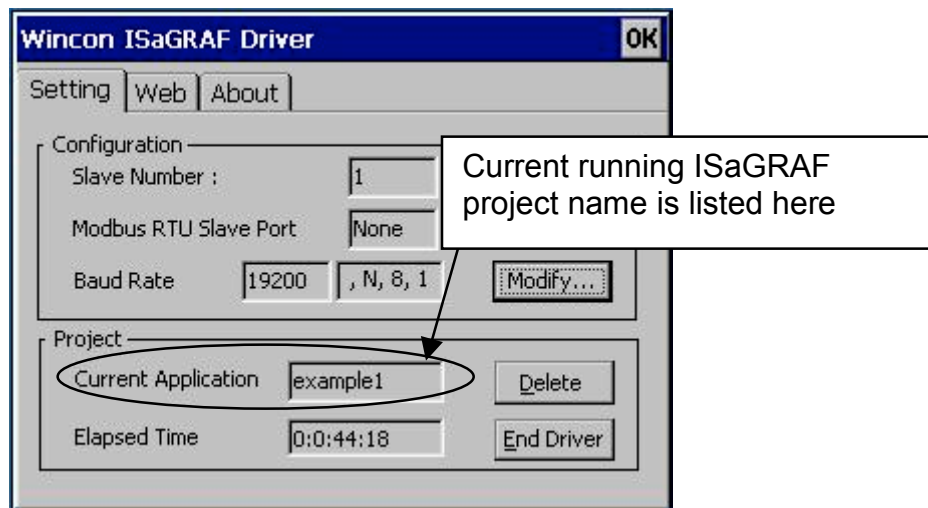 Wincon ISaGRAF Driver OK
Setting Web About
Configuration
Slave Number : 1
Modbus RTU Slave Port None
Baud Rate 19200 , N, 8, 1 Modify...
Current running ISaGRAF
project name is listed here
Project
Current Application example1 Delete
Elapsed Time 0:0:44:18 End Driver